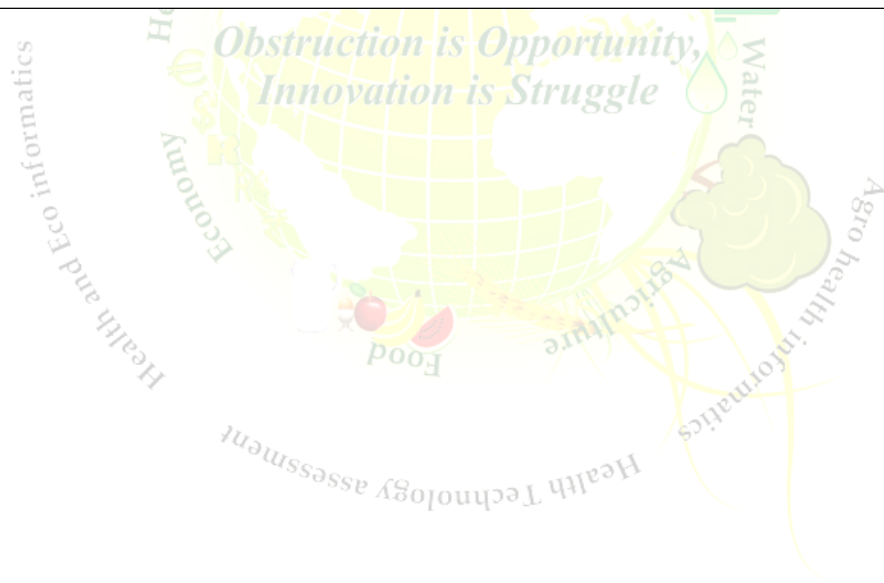 Obstruction is Opportunity,
Innovation is Struggle
Water
Economy
Agriculture
Food
Health and Eco informatics
Agro health informatics
Health Technology assessment